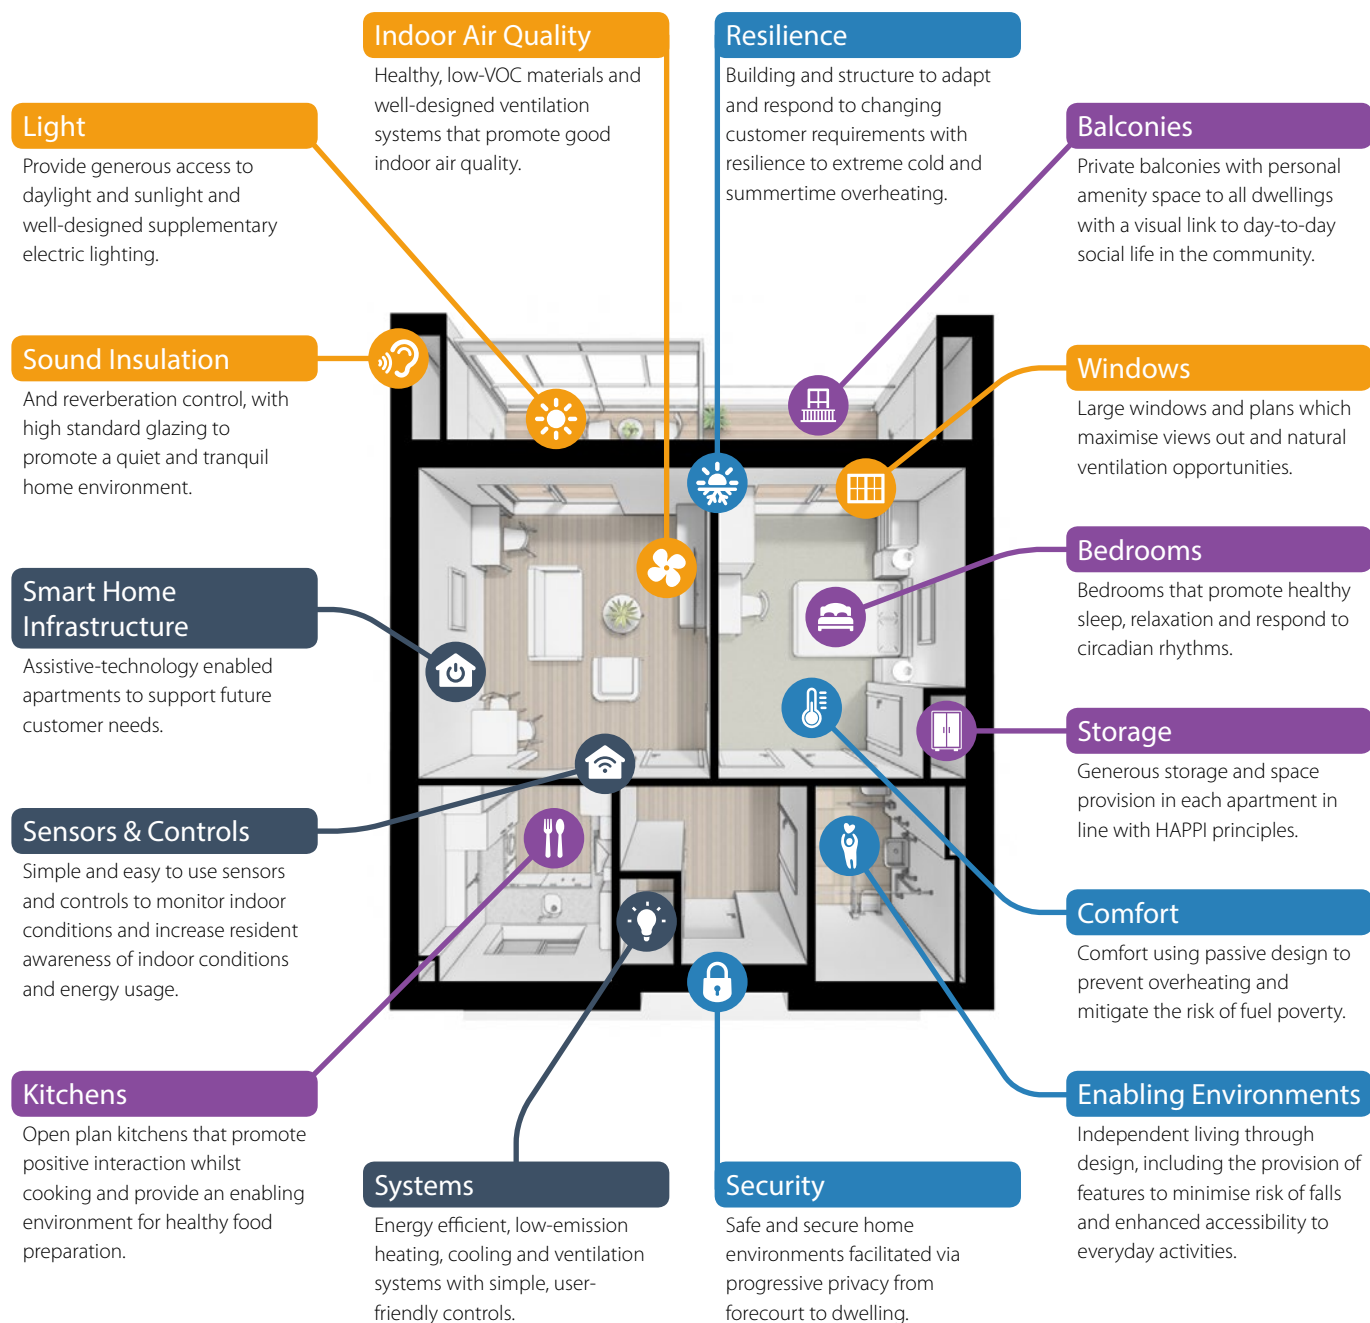 Indoor Air Quality
Healthy, low-VOC materials and
well-designed ventilation
systems that promote good
indoor air quality.
Resilience
Building and structure to adapt
and respond to changing
customer requirements with
resilience to extreme cold and
summertime overheating.
Light
Provide generous access to
daylight and sunlight and
well-designed supplementary
electric lighting.
Balconies
Private balconies with personal
amenity space to all dwellings
with a visual link to day-to-day
social life in the community.
Sound Insulation
And reverberation control, with
high standard glazing to
promote a quiet and tranquil
home environment.
Windows
Large windows and plans which
maximise views out and natural
ventilation opportunities.
Smart Home
Infrastructure
Assistive-technology enabled
apartments to support future
customer needs.
Bedrooms
Bedrooms that promote healthy
sleep, relaxation and respond to
circadian rhythms.
Storage
Generous storage and space
provision in each apartment in
line with HAPPI principles.
Sensors & Controls
Simple and easy to use sensors
and controls to monitor indoor
conditions and increase resident
awareness of indoor conditions
and energy usage.
Comfort
Comfort using passive design to
prevent overheating and
mitigate the risk of fuel poverty.
Kitchens
Open plan kitchens that promote
positive interaction whilst
cooking and provide an enabling
environment for healthy food
preparation.
Enabling Environments
Independent living through
design, including the provision of
features to minimise risk of falls
and enhanced accessibility to
everyday activities.
Systems
Energy efficient, low-emission
heating, cooling and ventilation
systems with simple, user-
friendly controls.
Security
Safe and secure home
environments facilitated via
progressive privacy from
forecourt to dwelling.